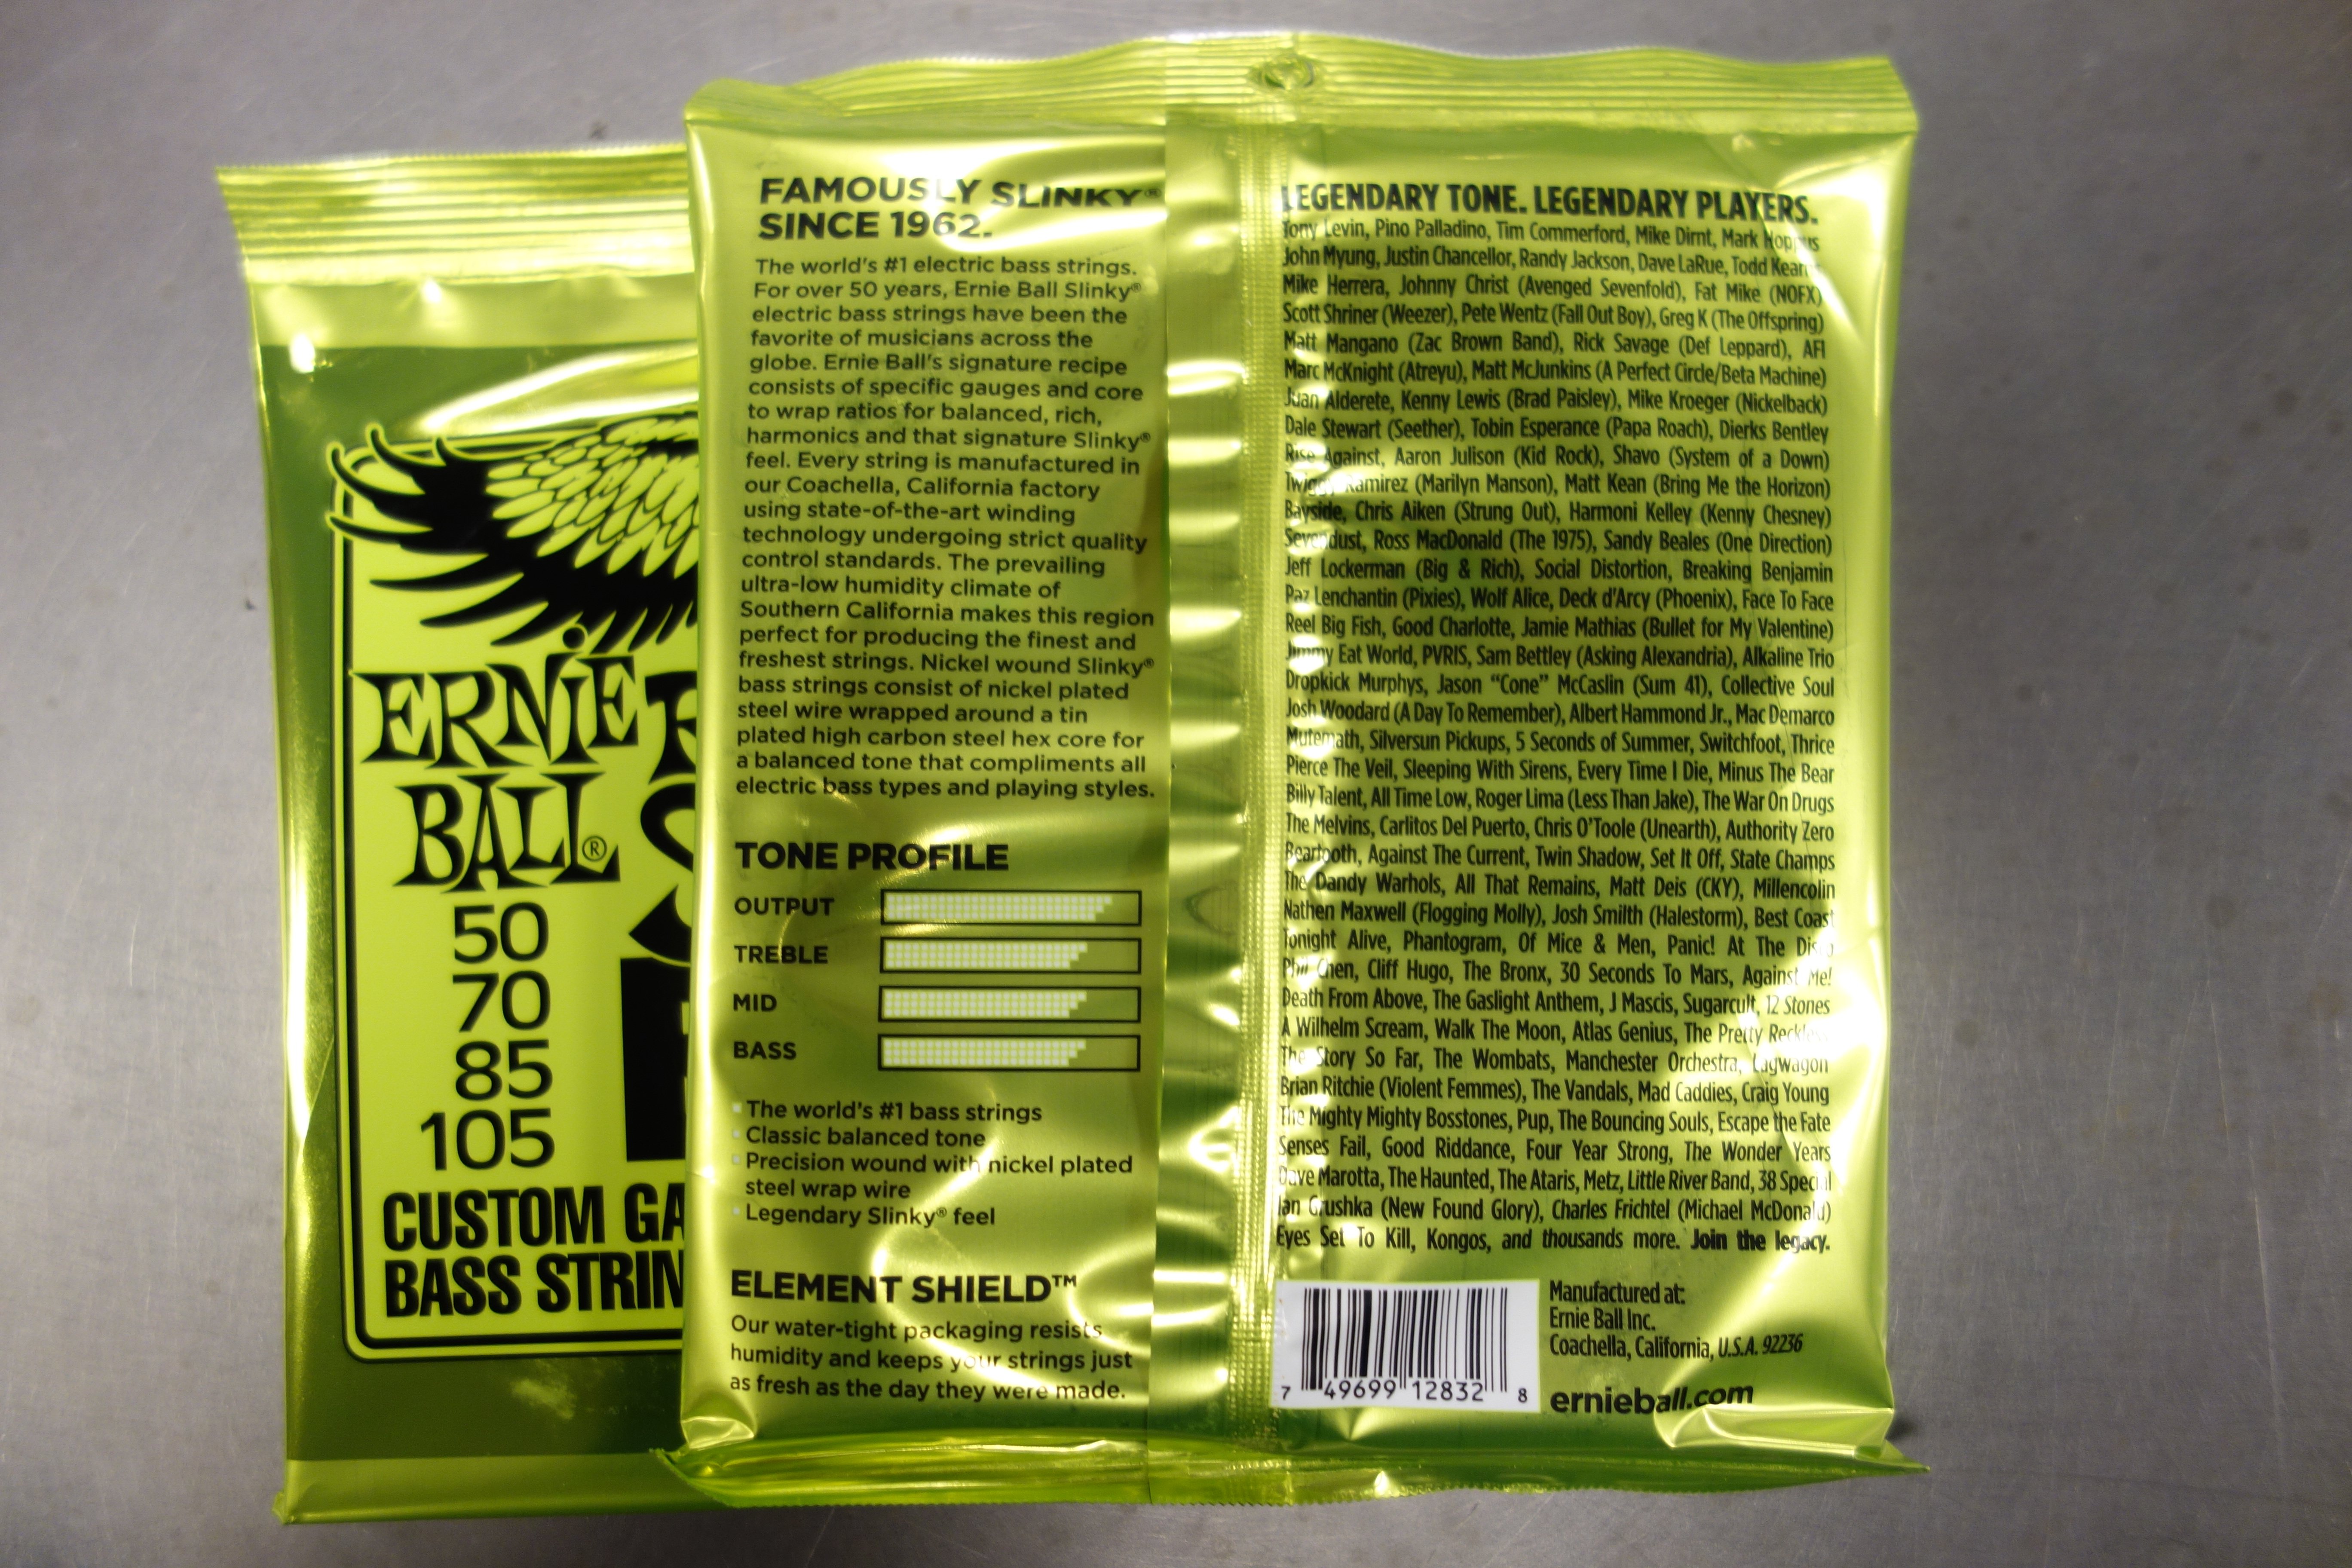 ERNiE
BALL®
50
70
85
105
CUSTOM GA
BASS STRIN
FAMOUSLY SLINKY®
SINCE 1962.
The world's #1 electric bass strings.
For over 50 years, Ernie Ball Slinky®
electric bass strings have been the
favorite of musicians across the
globe. Ernie Ball's signature recipe
consists of specific gauges and core
to wrap ratios for balanced, rich,
harmonics and that signature Slinky®
feel. Every string is manufactured in
our Coachella, California factory
using state-of-the-art winding
technology undergoing strict quality
control standards. The prevailing
ultra-low humidity climate of
Southern California makes this region
perfect for producing the finest and
freshest strings. Nickel wound Slinky®
bass strings consist of nickel plated
steel wire wrapped around a tin
plated high carbon steel hex core for
a balanced tone that compliments all
electric bass types and playing styles.
TONE PROFILE
OUTPUT
TREBLE
MID
BASS
The world's #1 bass strings
Classic balanced tone
Precision wound with nickel plated
steel wrap wire
Legendary Slinky® feel
ELEMENT SHIELD™
Our water-tight packaging resists
humidity and keeps your strings just
as fresh as the day they were made.
LEGENDARY TONE. LEGENDARY PLAYERS.
Tony Levin, Pino Palladino, Tim Commerford, Mike Dirnt, Mark Hoppus
John Myung, Justin Chancellor, Randy Jackson, Dave LaRue, Todd
Mike Herrera, Johnny Christ (Avenged Sevenfold), Fat Mike (NOFX)
Scott Shriner (Weezer), Pete Wentz (Fall Out Boy), Greg K (The Offspring)
Matt Mangano (Zac Brown Band), Rick Savage (Def Leppard), AFI
Marc McKnight (Atreyu), Matt McJunkins (A Perfect Circle/Beta Machine)
Juan Alderete, Kenny Lewis (Brad Paisley), Mike Kroeger (Nickelback)
Dale Stewart (Seether), Tobin Esperance (Papa Roach), Dierks Bentley
Rise Against, Aaron Julison (Kid Rock), Shavo (System of a Down)
Twiggy Ramirez (Marilyn Manson), Matt Kean (Bring Me the Horizon)
Bayside, Chris Aiken (Strung Out), Harmoni Kelley (Kenny Chesney)
Sevendust, Ross MacDonald (The 1975), Sandy Beales (One Direction)
Jeff Lockerman (Big & Rich), Social Distortion, Breaking Benjamin
Paz Lenchantin (Pixies), Wolf Alice, Deck d'Arcy (Phoenix), Face To Face
Reel Big Fish, Good Charlotte, Jamie Mathias (Bullet for My Valentine)
Jimmy Eat World, PVRIS, Sam Bettley (Asking Alexandria), Alkaline Trio
Dropkick Murphys, Jason "Cone" McCaslin (Sum 41), Collective Soul
Josh Woodard (A Day To Remember), Albert Hammond Jr., Mac Demarco
Mutemath, Silversun Pickups, 5 Seconds of Summer, Switchfoot, Thrice
Pierce The Veil, Sleeping With Sirens, Every Time I Die, Minus The Bear
Billy Talent, All Time Low, Roger Lima (Less Than Jake), The War On Drugs
The Melvins, Carlitos Del Puerto, Chris O'Toole (Unearth), Authority Zero
Beartooth, Against The Current, Twin Shadow, Set It Off, State Champs
The Dandy Warhols, All That Remains, Matt Deis (CKY), Millencolin
Nathen Maxwell (Flogging Molly), Josh Smilth (Halestorm), Best Coast
Tonight Alive, Phantogram, Of Mice & Men, Panic! At The Disco
Phil Chen, Cliff Hugo, The Bronx, 30 Seconds To Mars, Against Me!
Death From Above, The Gaslight Anthem, J Mascis, Sugarcult, 12 Stones
A Wilhelm Scream, Walk The Moon, Atlas Genius, The Pretty Reckless
The Story So Far, The Wombats, Manchester Orchestra, Lagwagon
Brian Ritchie (Violent Femmes), The Vandals, Mad Caddies, Craig Young
The Mighty Mighty Bosstones, Pup, The Bouncing Souls, Escape the Fate
Senses Fail, Good Riddance, Four Year Strong, The Wonder Years
Dave Marotta, The Haunted, The Ataris, Metz, Little River Band, 38 Special
Ian Grushka (New Found Glory), Charles Frichtel (Michael McDonald)
Eyes Set To Kill, Kongos, and thousands more. Join the legacy.
7 49699 12832 8
Manufactured at:
Ernie Ball Inc.
Coachella, California, U.S.A. 92236
ernieball.com